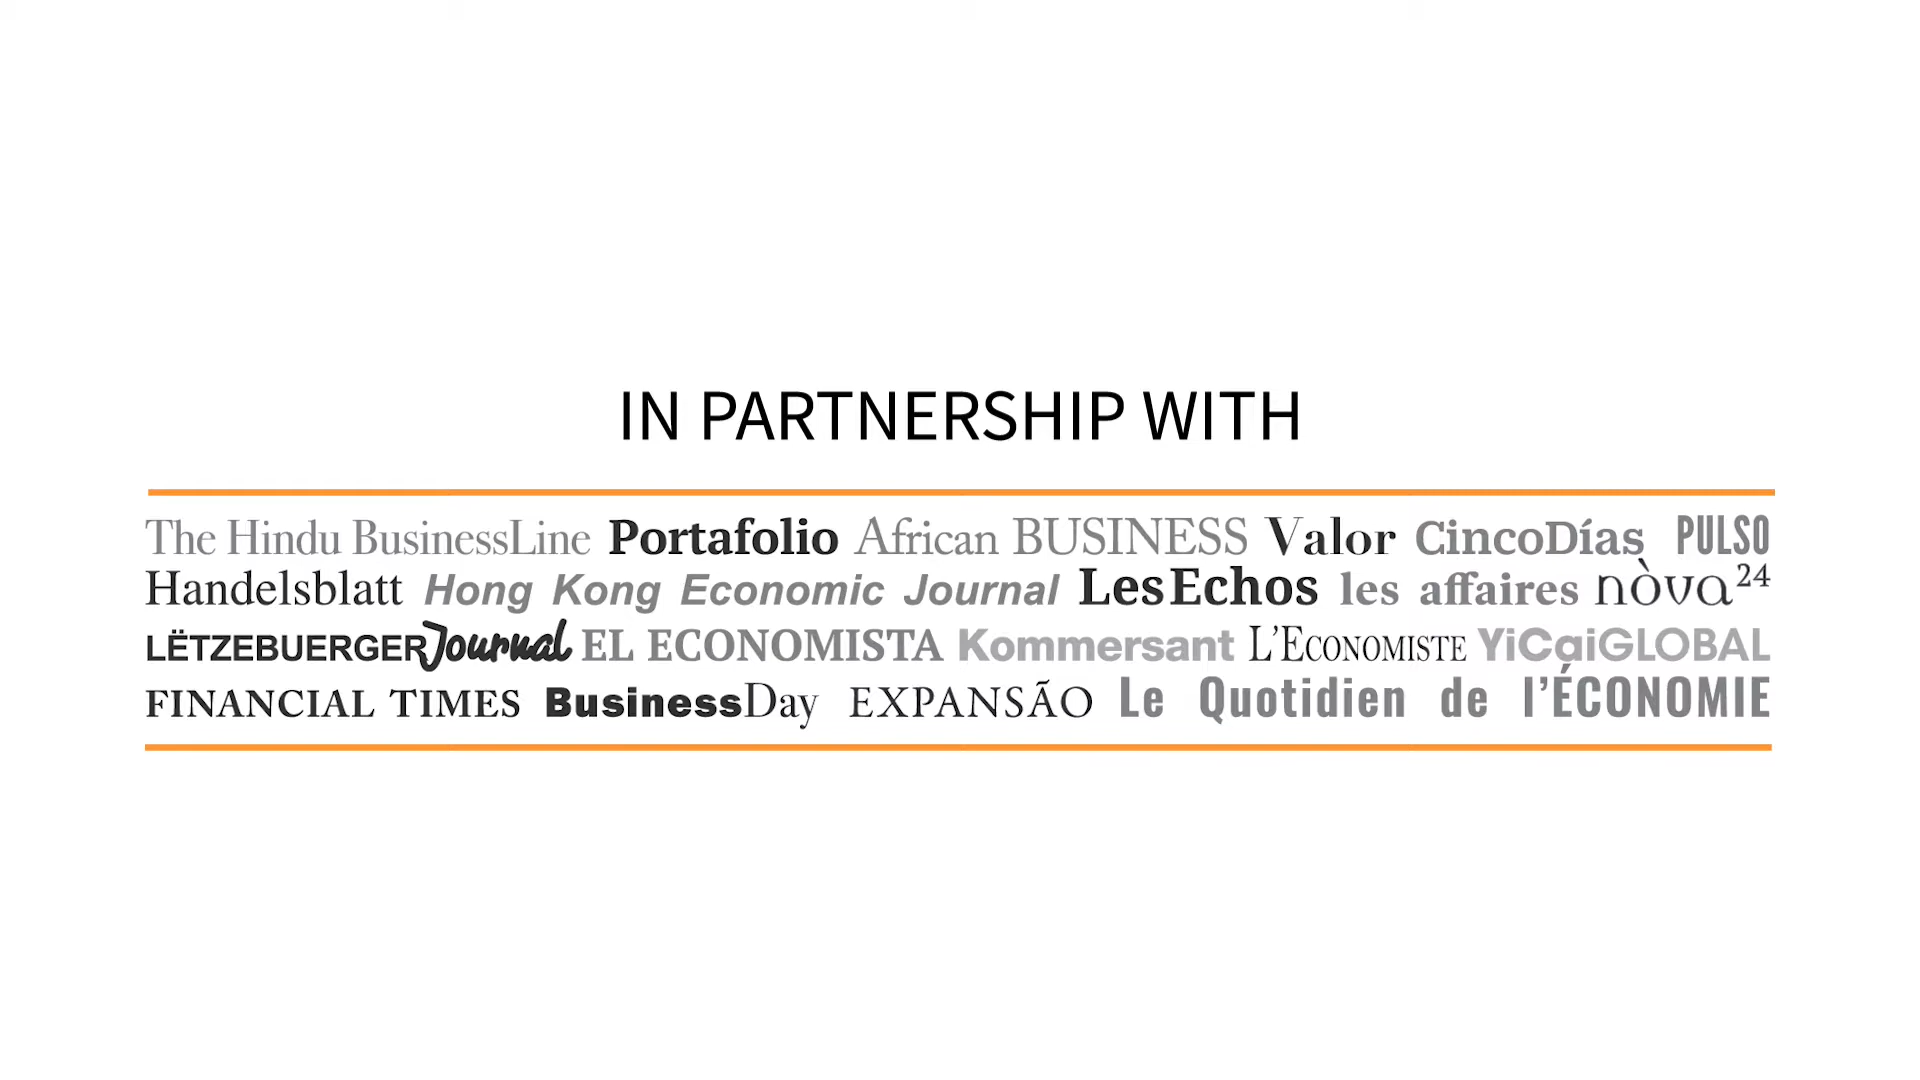 IN PARTNERSHIP WITH
The Hindu BusinessLine Portafolio African BUSINESS Valor CincoDías PULSO
Handelsblatt Hong Kong Economic Journal LesEchos les affaires nòva24
LËTZEBUERGERJournal EL ECONOMISTA Kommersant L'ECONOMISTE YiCaiGLOBAL
FINANCIAL TIMES BusinessDay EXPANSÃO Le Quotidien de l'ÉCONOMIE